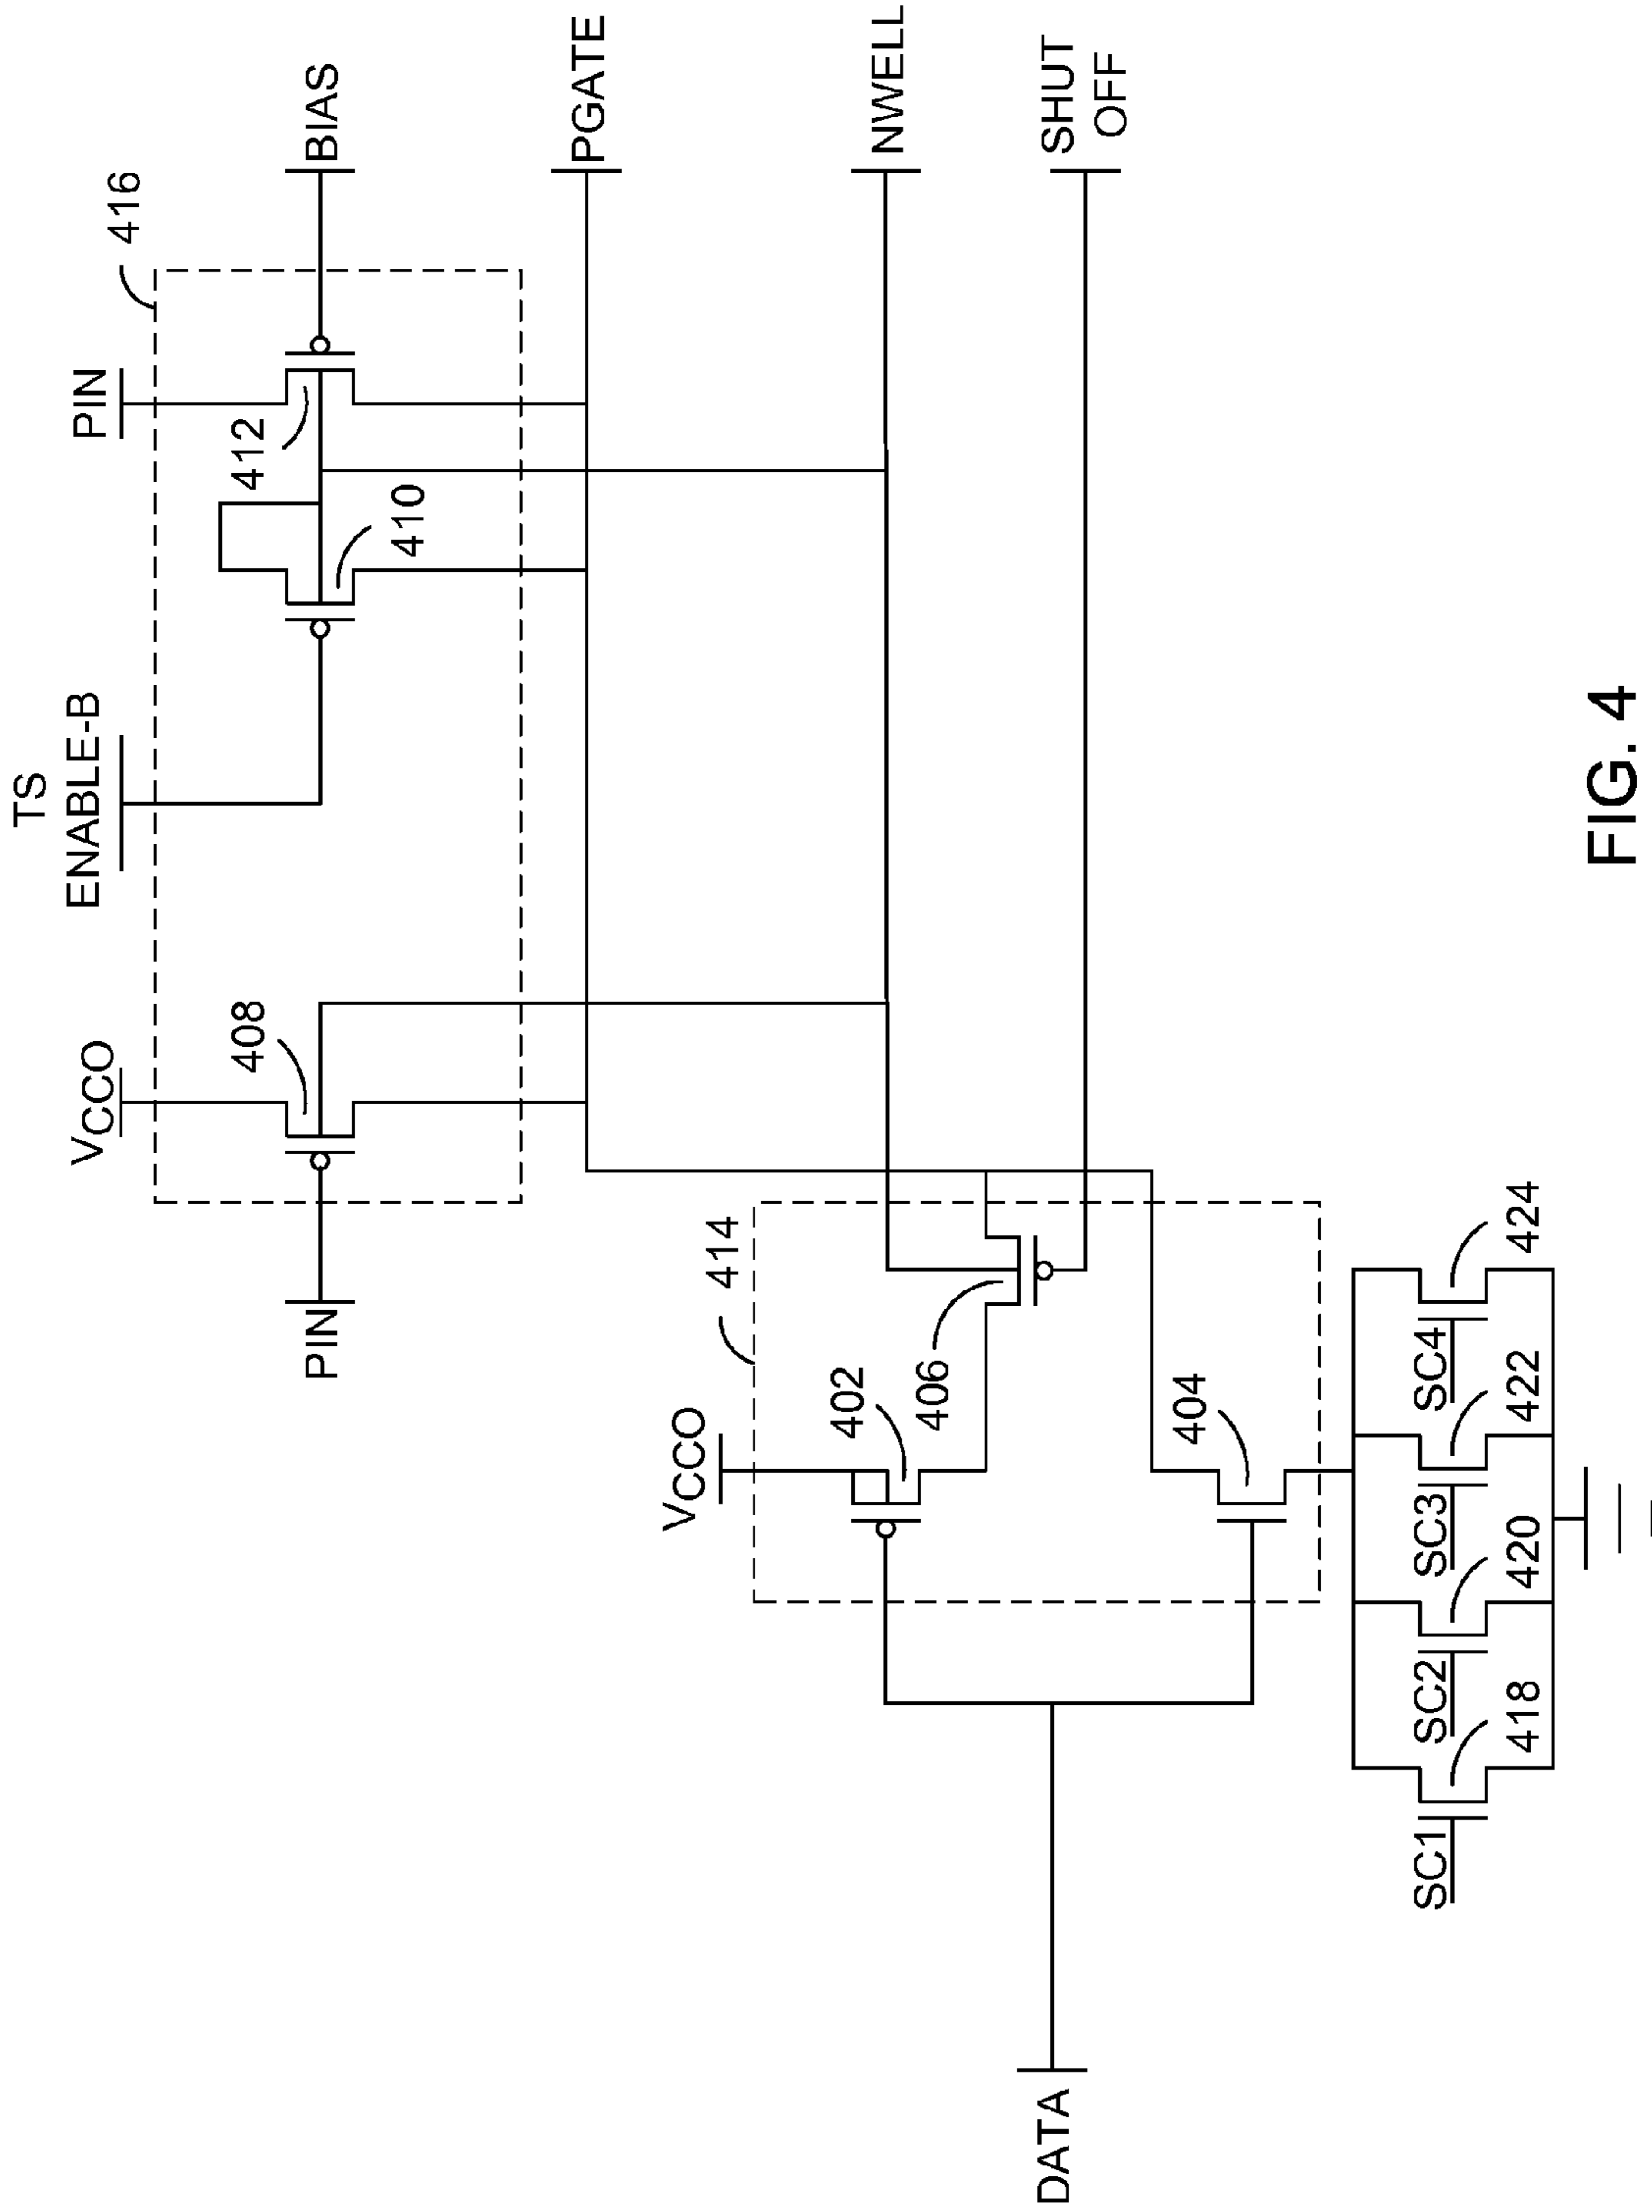 TS
VCCO
ENABLE-B
PIN
416
408
412
PIN
BIAS
410
PGATE
VCCO
414
402
NWELL
406
DATA
SHUT
OFF
404
SC1
SC2
SC3
SC4
418
420
422
424
FIG. 4